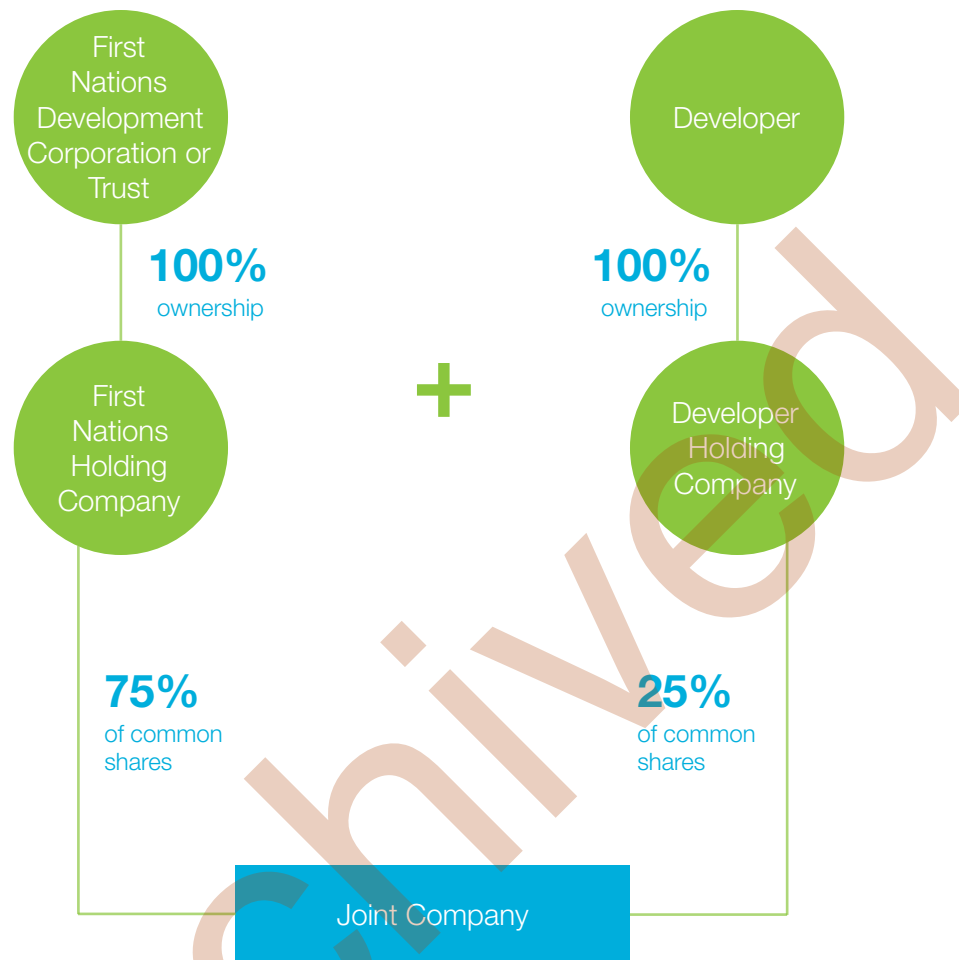 First
Nations
Development
Corporation or
Trust
Developer
100%
ownership
100%
ownership
First
Nations
Holding
Company
+
Developer
Holding
Company
75%
of common
shares
25%
of common
shares
Joint Company
chived